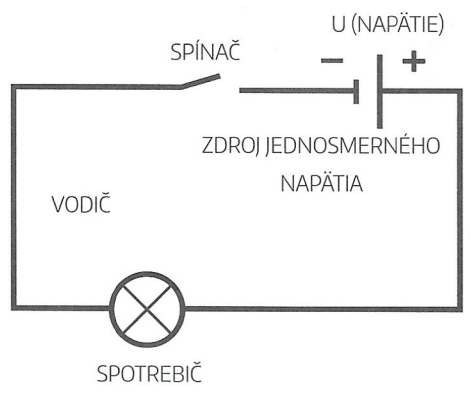 U (NAPÄTIE)
SPÍNAČ
− +
ZDROJ JEDNOSMERNÉHO
NAPÄTIA
VODIČ
SPOTREBIČ